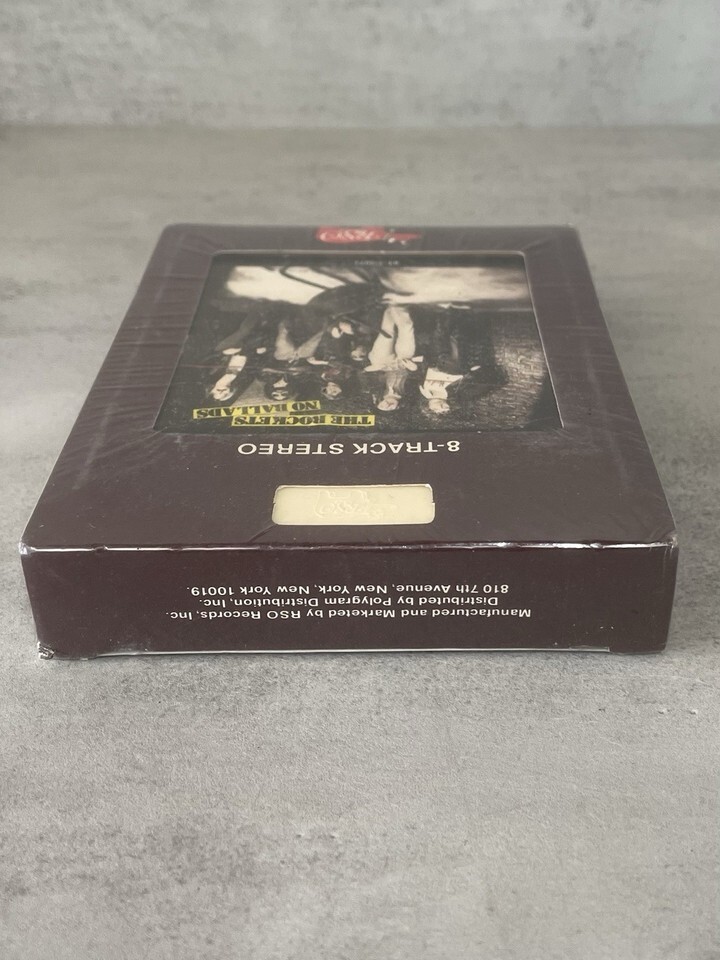 THE ROCKETS
NO BALLADS
8-TRACK STEREO
Manufactured and Marketed by RSO Records, Inc.
Distributed by Polygram Distribution, Inc.
810 7th Avenue, New York, New York 10019.